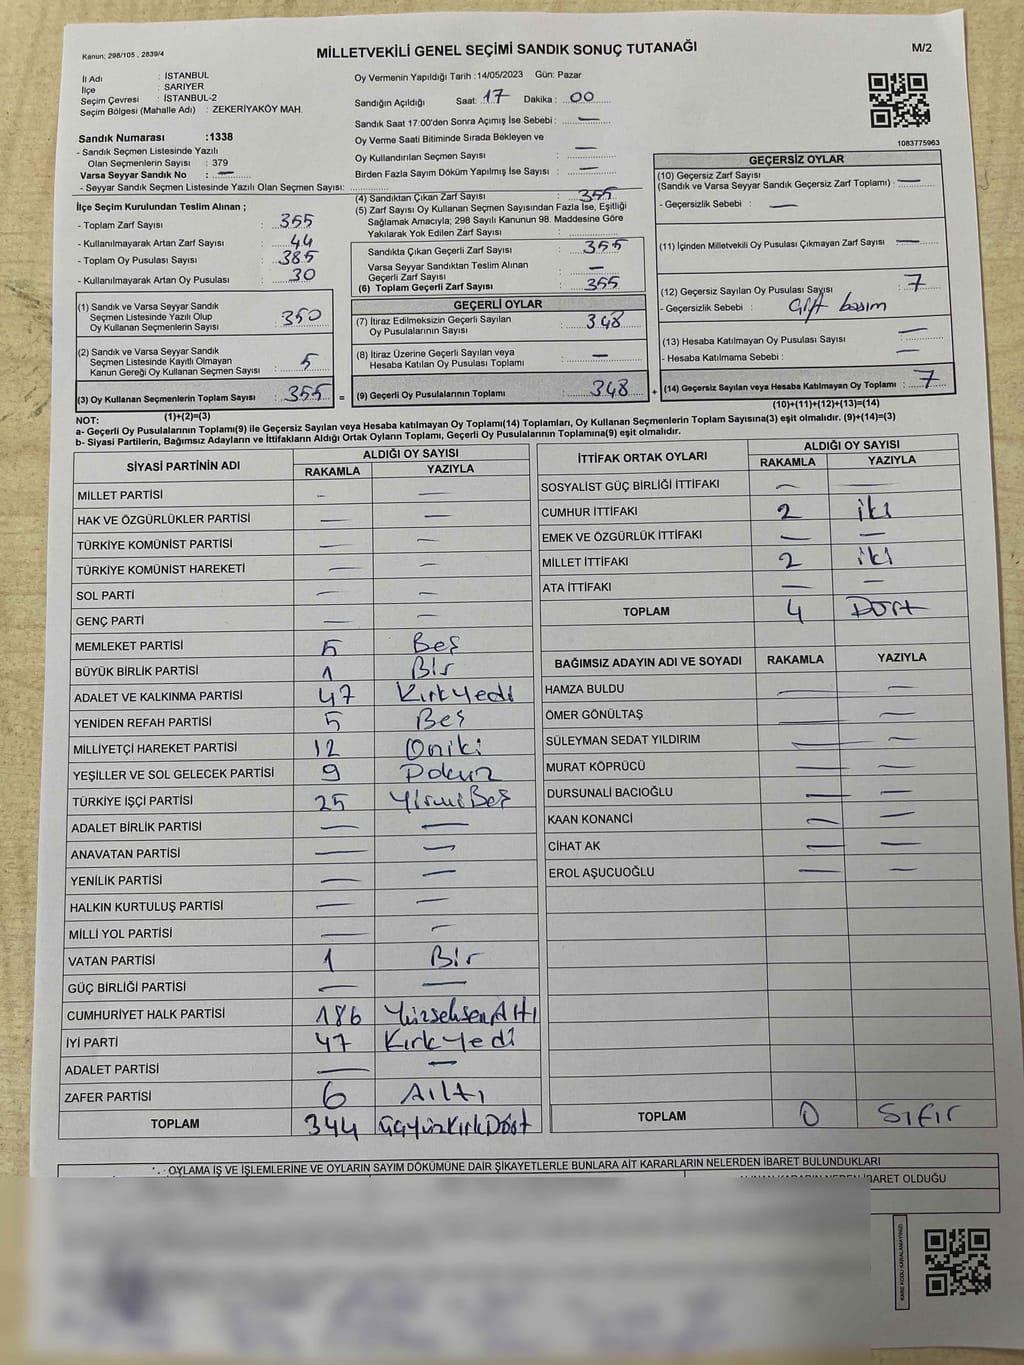 Kanun; 298/105 , 2839/4
MİLLETVEKİLİ GENEL SEÇİMİ SANDIK SONUÇ TUTANAĞI
M/2
İl Adı : İSTANBUL
İlçe : SARIYER
Seçim Çevresi : İSTANBUL-2
Seçim Bölgesi (Mahalle Adı) : ZEKERİYAKÖY MAH.
Sandık Numarası :1338
- Sandık Seçmen Listesinde Yazılı
Olan Seçmenlerin Sayısı : 379
Varsa Seyyar Sandık No : —
- Seyyar Sandık Seçmen Listesinde Yazılı Olan Seçmen Sayısı:
Oy Vermenin Yapıldığı Tarih :14/05/2023 Gün: Pazar
Sandığın Açıldığı Saat: 17 Dakika : 00
Sandık Saat 17:00'den Sonra Açımış İse Sebebi : —
Oy Verme Saati Bitiminde Sırada Bekleyen ve
Oy Kullandırılan Seçmen Sayısı : —
Birden Fazla Sayım Döküm Yapılmış İse Sayısı : —
1083775963
İlçe Seçim Kurulundan Teslim Alınan ;
- Toplam Zarf Sayısı : 355
- Kullanılmayarak Artan Zarf Sayısı : 44
- Toplam Oy Pusulası Sayısı : 385
- Kullanılmayarak Artan Oy Pusulası : 30
(1) Sandık ve Varsa Seyyar Sandık
Seçmen Listesinde Yazılı Olup
Oy Kullanan Seçmenlerin Sayısı : 350
(2) Sandık ve Varsa Seyyar Sandık
Seçmen Listesinde Kayıtlı Olmayan
Kanun Gereği Oy Kullanan Seçmen Sayısı : 5
(3) Oy Kullanan Seçmenlerin Toplam Sayısı : 355 =
(1)+(2)=(3)
(4) Sandıktan Çıkan Zarf Sayısı : 355
(5) Zarf Sayısı Oy Kullanan Seçmen Sayısından Fazla İse, Eşitliği
Sağlamak Amacıyla; 298 Sayılı Kanunun 98. Maddesine Göre
Yakılarak Yok Edilen Zarf Sayısı :
Sandıkta Çıkan Geçerli Zarf Sayısı : 355
Varsa Seyyar Sandıktan Teslim Alınan
Geçerli Zarf Sayısı : —
(6) Toplam Geçerli Zarf Sayısı : 355
GEÇERLİ OYLAR
(7) İtiraz Edilmeksizin Geçerli Sayılan
Oy Pusulalarının Sayısı : 348
(8) İtiraz Üzerine Geçerli Sayılan veya
Hesaba Katılan Oy Pusulası Toplamı : —
(9) Geçerli Oy Pusulalarının Toplamı : 348 +
GEÇERSİZ OYLAR
(10) Geçersiz Zarf Sayısı
(Sandık ve Varsa Seyyar Sandık Geçersiz Zarf Toplamı) : —
- Geçersizlik Sebebi : —
(11) İçinden Milletvekili Oy Pusulası Çıkmayan Zarf Sayısı : —
(12) Geçersiz Sayılan Oy Pusulası Sayısı : 7
- Geçersizlik Sebebi : Çift basım
(13) Hesaba Katılmayan Oy Pusulası Sayısı : —
- Hesaba Katılmama Sebebi : —
(14) Geçersiz Sayılan veya Hesaba Katılmayan Oy Toplamı : 7
(10)+(11)+(12)+(13)=(14)
NOT:
a- Geçerli Oy Pusulalarının Toplamı(9) ile Geçersiz Sayılan veya Hesaba katılmayan Oy Toplamı(14) Toplamları, Oy Kullanan Seçmenlerin Toplam Sayısına(3) eşit olmalıdır. (9)+(14)=(3)
b- Siyasi Partilerin, Bağımsız Adayların ve İttifakların Aldığı Ortak Oyların Toplamı, Geçerli Oy Pusulalarının Toplamına(9) eşit olmalıdır.
SİYASİ PARTİNİN ADI ALDIĞI OY SAYISI
RAKAMLA YAZIYLA
MİLLET PARTİSİ — —
HAK VE ÖZGÜRLÜKLER PARTİSİ — —
TÜRKİYE KOMÜNİST PARTİSİ — —
TÜRKİYE KOMÜNİST HAREKETİ — —
SOL PARTİ — —
GENÇ PARTİ — —
MEMLEKET PARTİSİ 5 Beş
BÜYÜK BİRLİK PARTİSİ 1 Bir
ADALET VE KALKINMA PARTİSİ 47 KırkYedi
YENİDEN REFAH PARTİSİ 5 Beş
MİLLİYETÇİ HAREKET PARTİSİ 12 Oniki
YEŞİLLER VE SOL GELECEK PARTİSİ 9 Dokuz
TÜRKİYE İŞÇİ PARTİSİ 25 YirmiBeş
ADALET BİRLİK PARTİSİ — —
ANAVATAN PARTİSİ — —
YENİLİK PARTİSİ — —
HALKIN KURTULUŞ PARTİSİ — —
MİLLİ YOL PARTİSİ — —
VATAN PARTİSİ 1 Bir
GÜÇ BİRLİĞİ PARTİSİ — —
CUMHURİYET HALK PARTİSİ 186 YüzseksenAltı
İYİ PARTİ 47 KırkYedi
ADALET PARTİSİ — —
ZAFER PARTİSİ 6 Altı
TOPLAM 344 ÜçyüzKırkDört
İTTİFAK ORTAK OYLARI ALDIĞI OY SAYISI
RAKAMLA YAZIYLA
SOSYALİST GÜÇ BİRLİĞİ İTTİFAKI — —
CUMHUR İTTİFAKI 2 iki
EMEK VE ÖZGÜRLÜK İTTİFAKI — —
MİLLET İTTİFAKI 2 iki
ATA İTTİFAKI — —
TOPLAM 4 Dört
BAĞIMSIZ ADAYIN ADI VE SOYADI RAKAMLA YAZIYLA
HAMZA BULDU — —
ÖMER GÖNÜLTAŞ — —
SÜLEYMAN SEDAT YILDIRIM — —
MURAT KÖPRÜCÜ — —
DURSUNALİ BACIOĞLU — —
KAAN KONANCİ — —
CİHAT AK — —
EROL AŞUCUOĞLU — —
TOPLAM 0 Sıfır
OYLAMA İŞ VE İŞLEMLERİNE VE OYLARIN SAYIM DÖKÜMÜNE DAİR ŞİKAYETLERLE BUNLARA AİT KARARLARIN NELERDEN İBARET BULUNDUKLARI
İBARET OLDUĞU